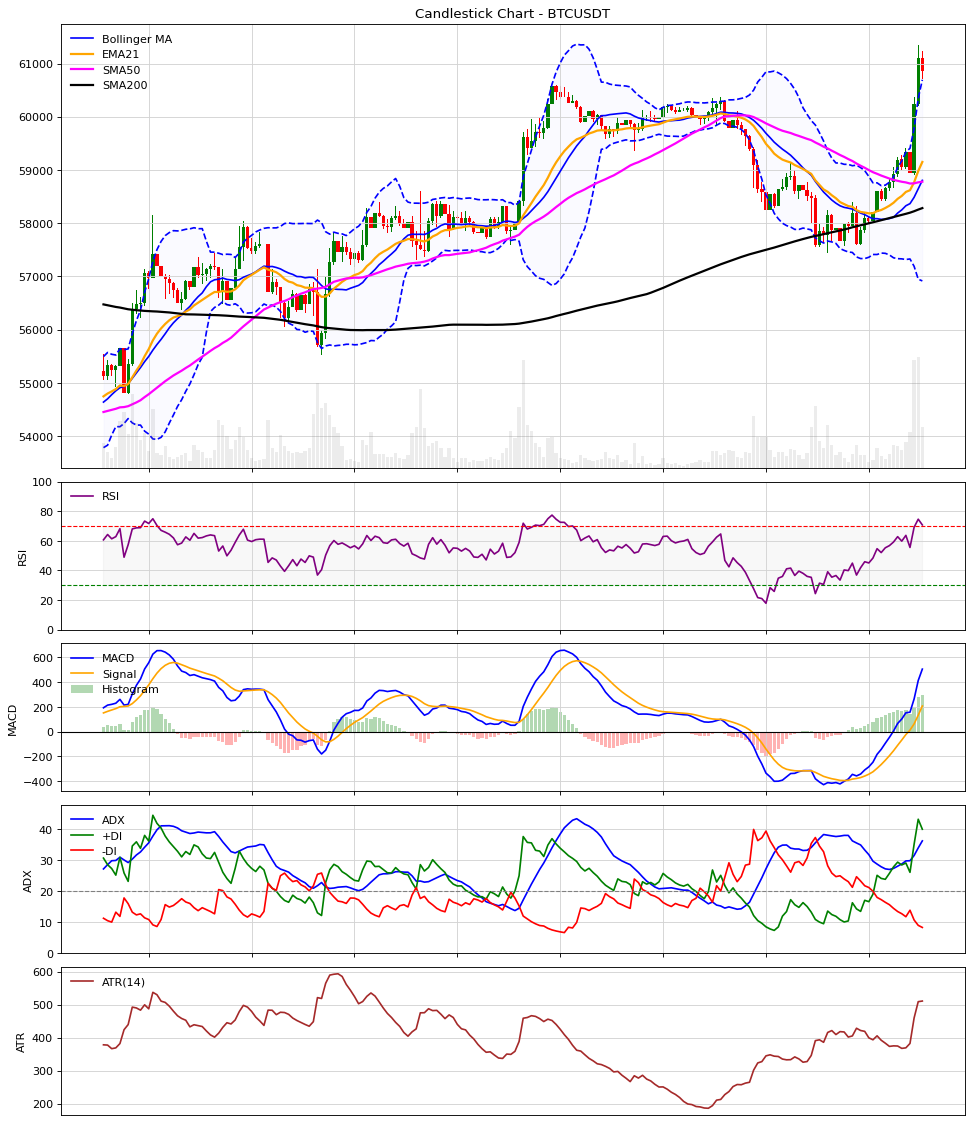 Candlestick Chart - BTCUSDT
Bollinger MA
EMA21
SMA50
SMA200
61000
60000
59000
58000
57000
56000
55000
54000
RSI
100
80
60
40
20
0
RSI
MACD
Signal
Histogram
600
400
200
0
−200
−400
MACD
ADX
+DI
-DI
40
30
20
10
0
ADX
ATR(14)
600
500
400
300
200
ATR